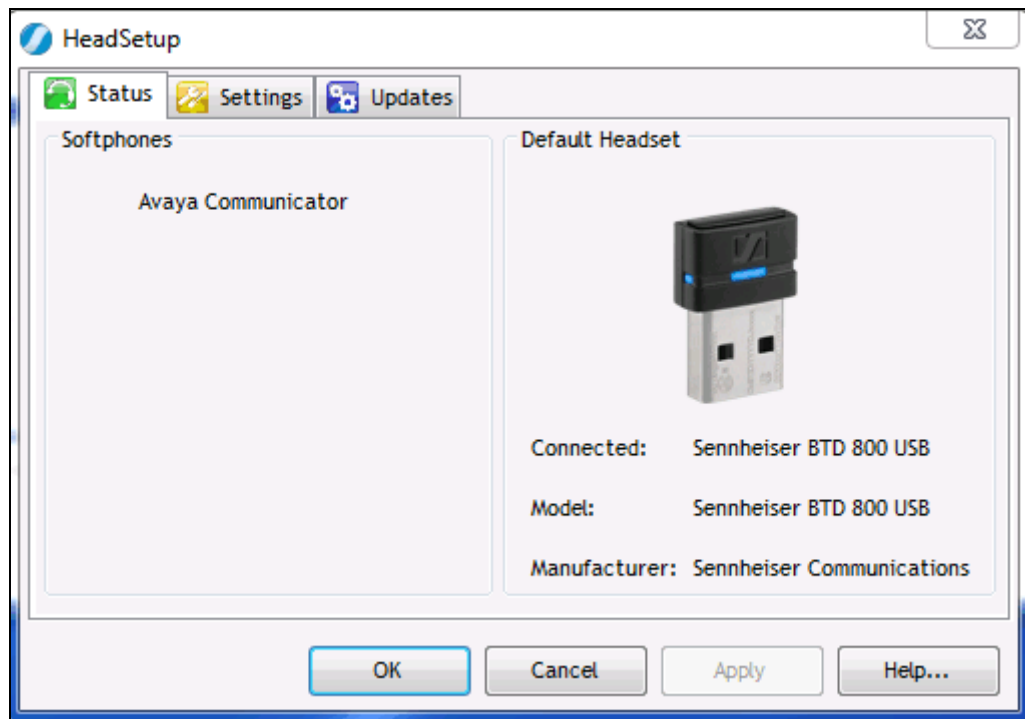 HeadSetup
Status Settings Updates
Softphones
Avaya Communicator
Default Headset
Connected: Sennheiser BTD 800 USB
Model: Sennheiser BTD 800 USB
Manufacturer: Sennheiser Communications
OK Cancel Apply Help...